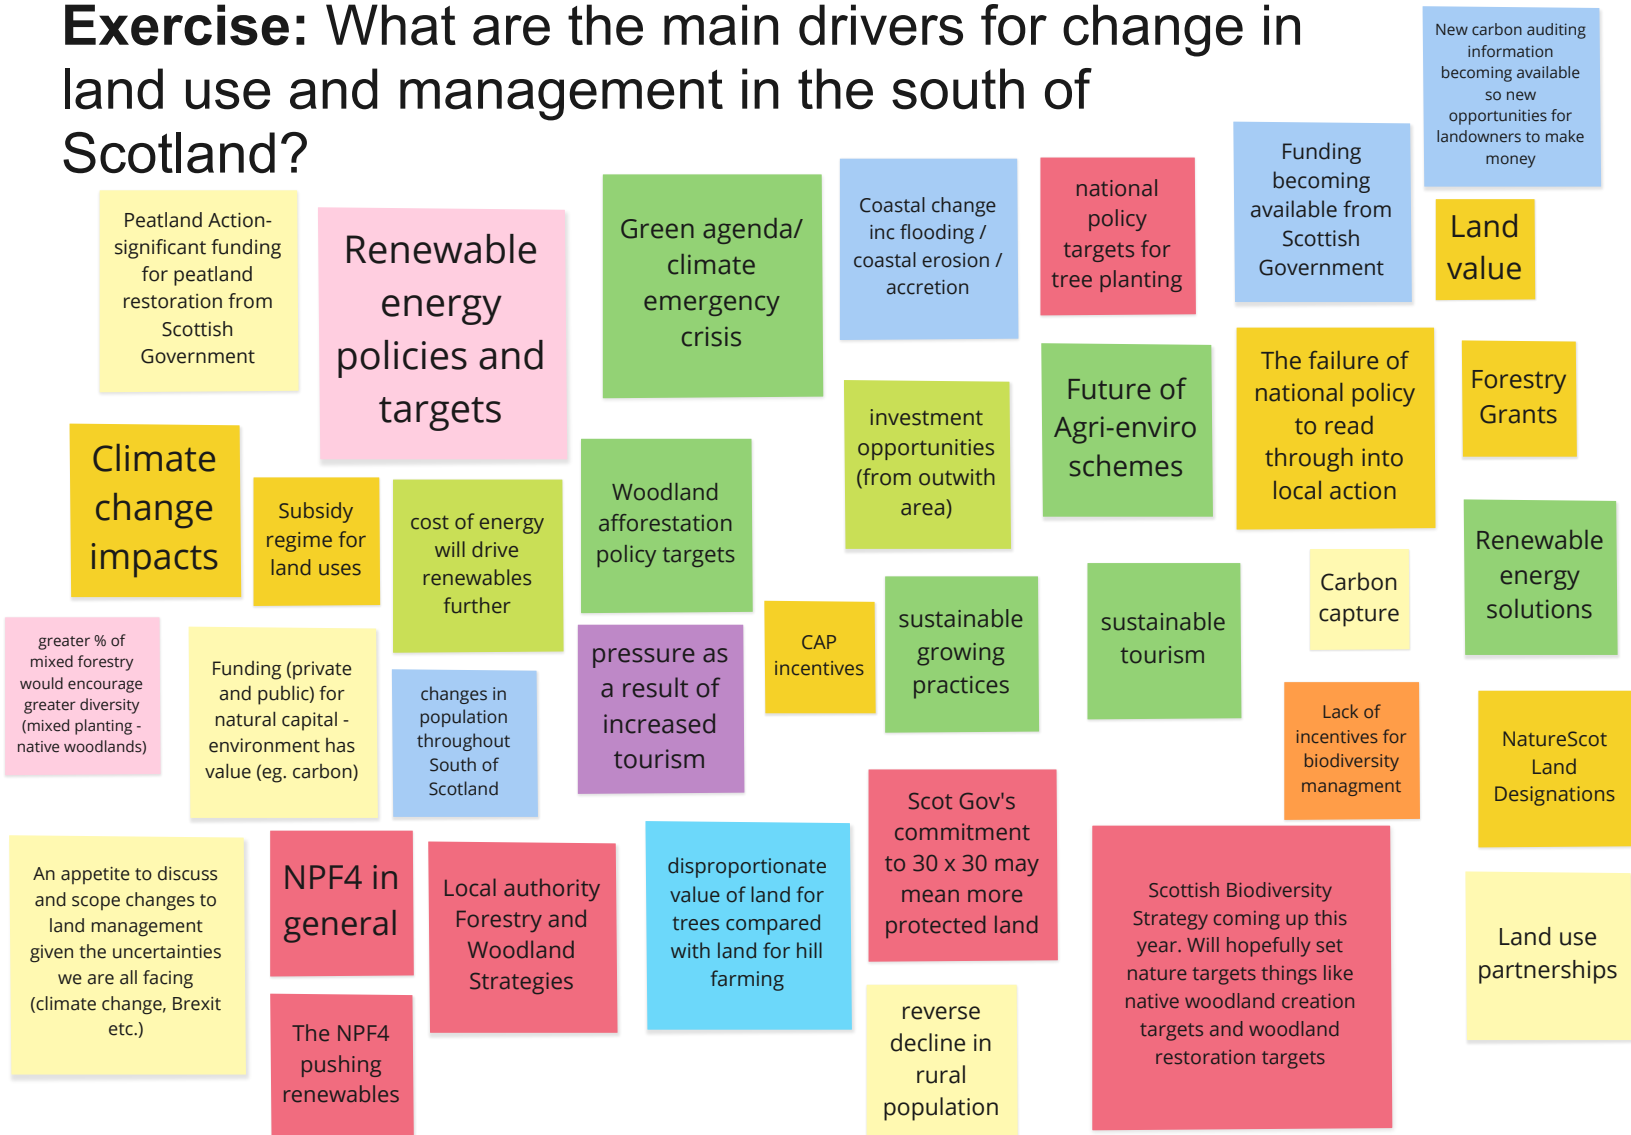 Exercise: What are the main drivers for change in
land use and management in the south of
Scotland?
New carbon auditing
information
becoming available
so new
opportunities for
landowners to make
money
Peatland Action-
significant funding
for peatland
restoration from
Scottish
Government
Renewable
energy
policies and
targets
Green agenda/
climate
emergency
crisis
Coastal change
inc flooding /
coastal erosion /
accretion
national
policy
targets for
tree planting
Funding
becoming
available from
Scottish
Government
Land
value
Climate
change
impacts
Subsidy
regime for
land uses
cost of energy
will drive
renewables
further
Woodland
afforestation
policy targets
investment
opportunities
(from outwith
area)
Future of
Agri-enviro
schemes
The failure of
national policy
to read
through into
local action
Forestry
Grants
greater % of
mixed forestry
would encourage
greater diversity
(mixed planting -
native woodlands)
Funding (private
and public) for
natural capital -
environment has
value (eg. carbon)
changes in
population
throughout
South of
Scotland
pressure as
a result of
increased
tourism
CAP
incentives
sustainable
growing
practices
sustainable
tourism
Carbon
capture
Renewable
energy
solutions
Lack of
incentives for
biodiversity
managment
NatureScot
Land
Designations
An appetite to discuss
and scope changes to
land management
given the uncertainties
we are all facing
(climate change, Brexit
etc.)
NPF4 in
general
The NPF4
pushing
renewables
Local authority
Forestry and
Woodland
Strategies
disproportionate
value of land for
trees compared
with land for hill
farming
Scot Gov's
commitment
to 30 x 30 may
mean more
protected land
reverse
decline in
rural
population
Scottish Biodiversity
Strategy coming up this
year. Will hopefully set
nature targets things like
native woodland creation
targets and woodland
restoration targets
Land use
partnerships